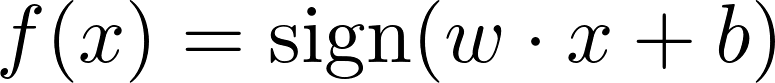 f(x) = sign(w · x + b)